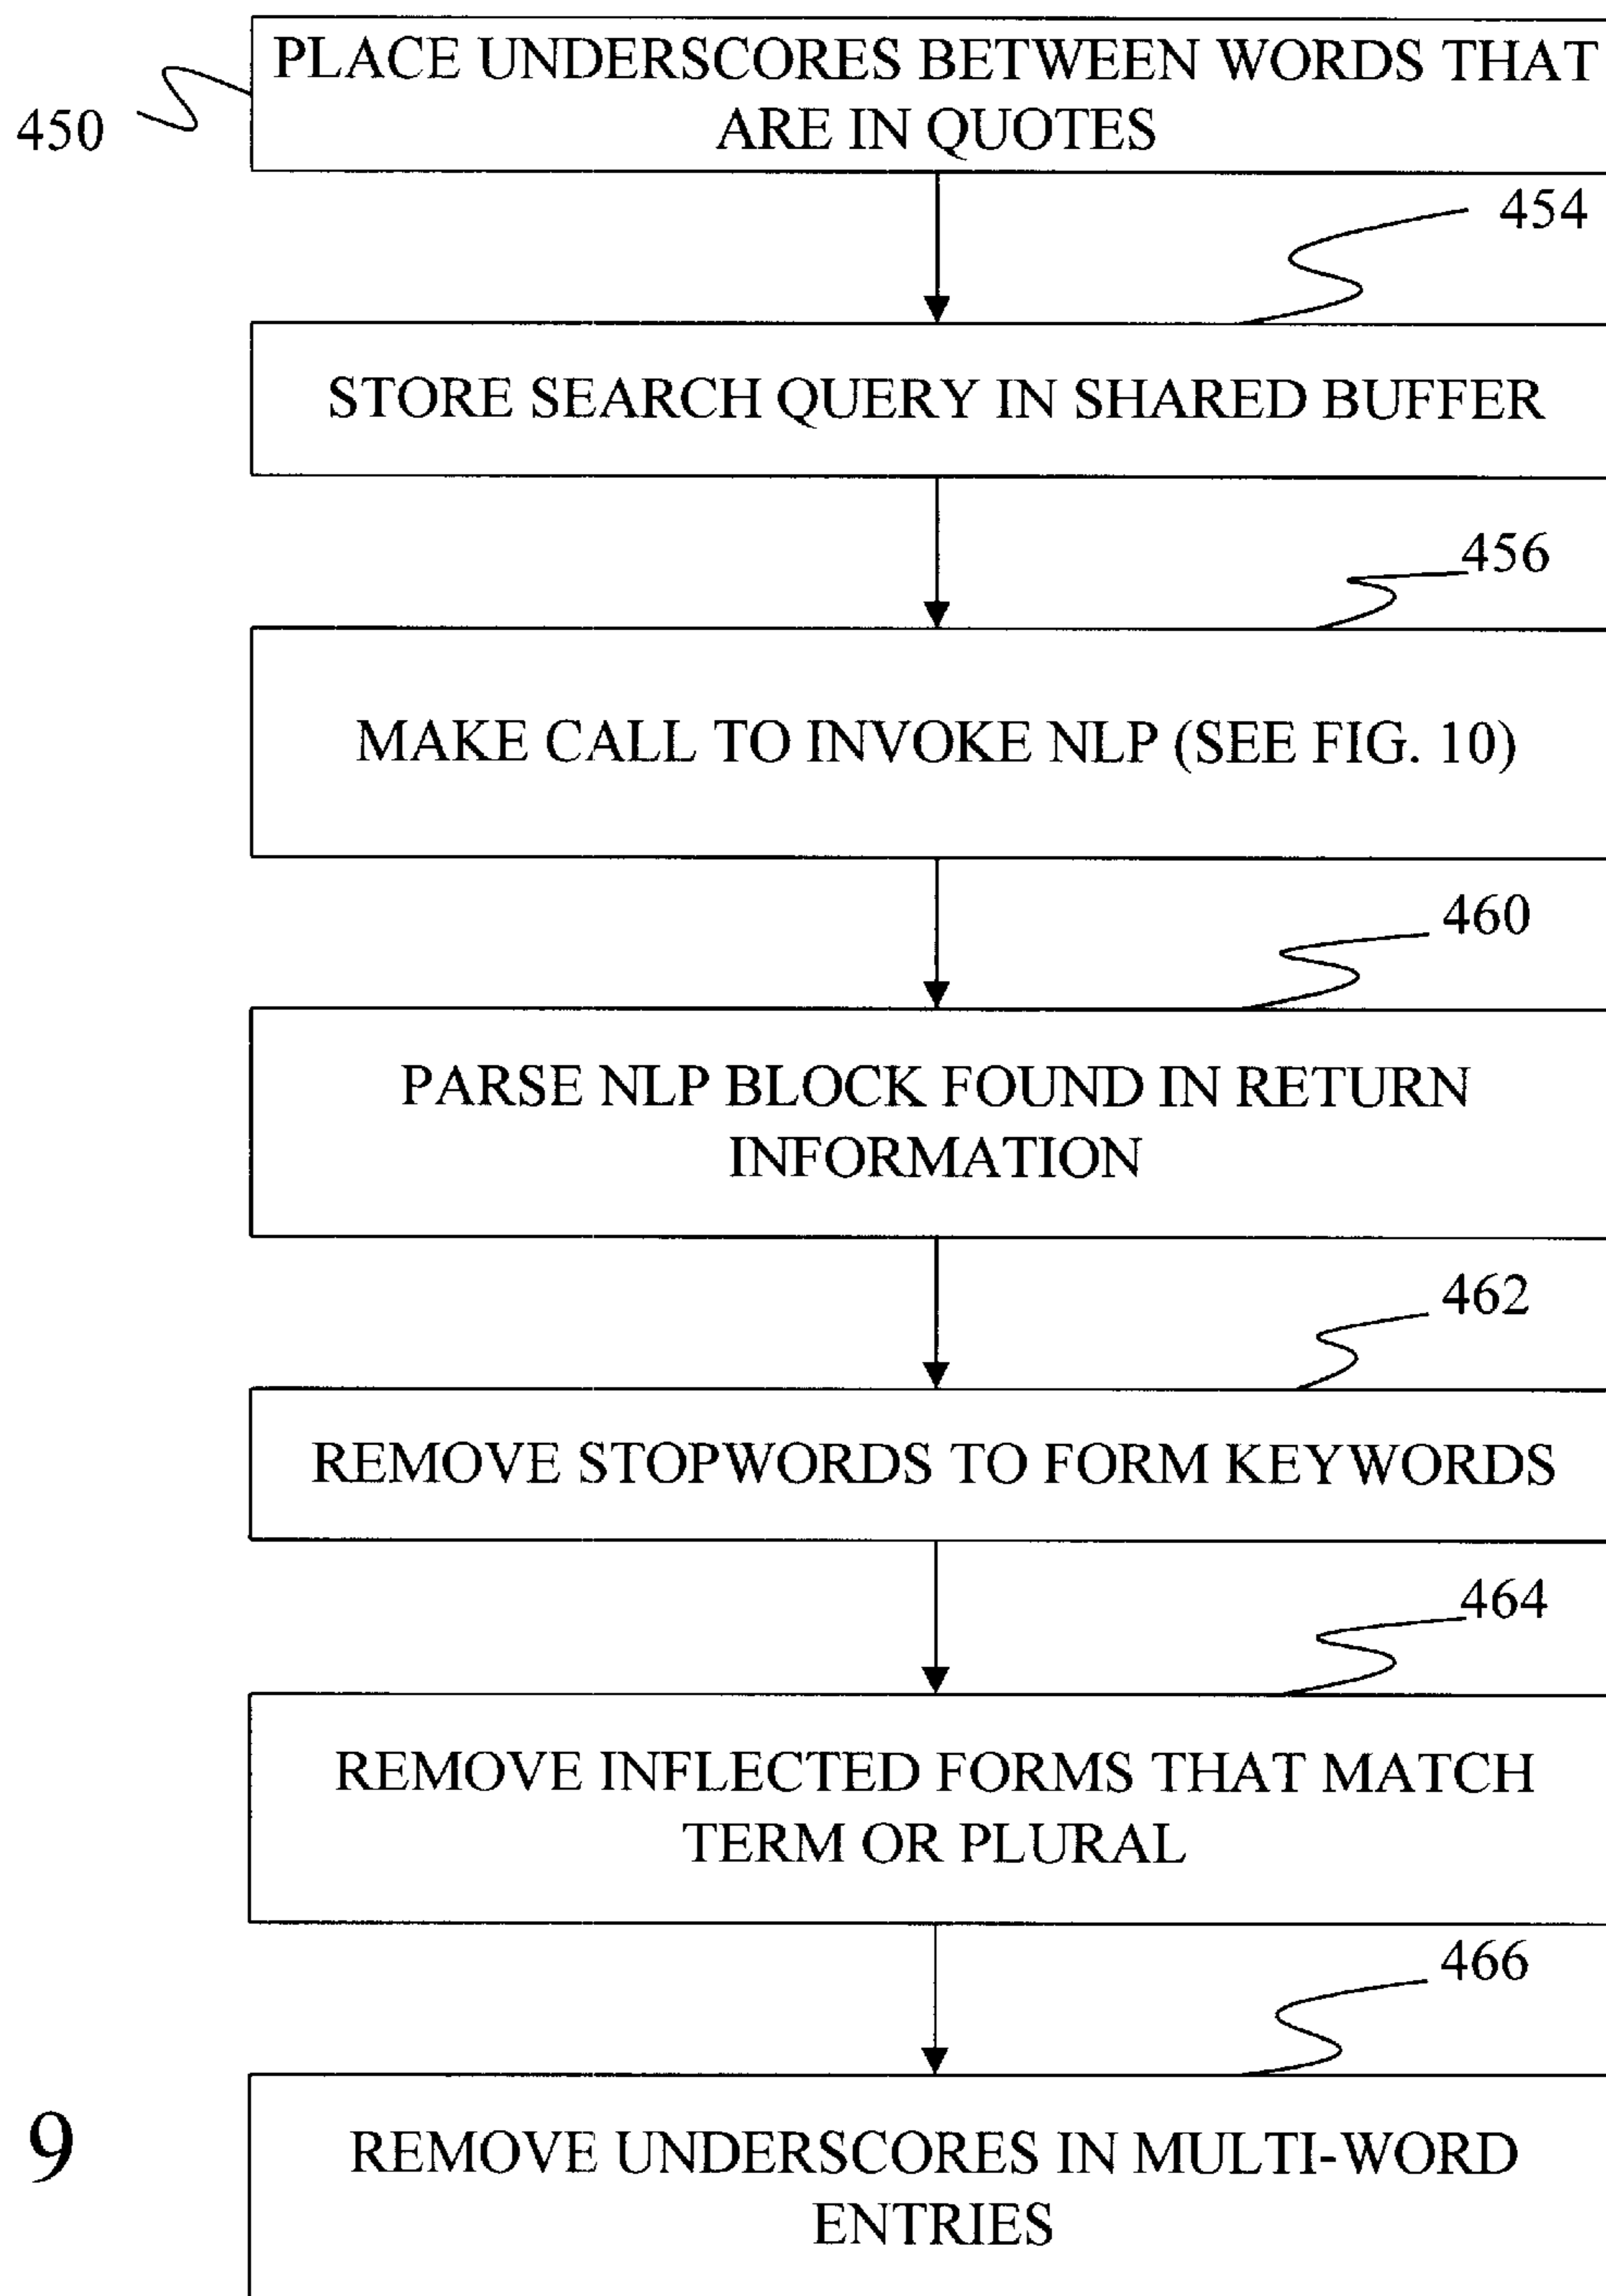 PLACE UNDERSCORES BETWEEN WORDS THAT
ARE IN QUOTES
450
454
STORE SEARCH QUERY IN SHARED BUFFER
456
MAKE CALL TO INVOKE NLP (SEE FIG. 10)
460
PARSE NLP BLOCK FOUND IN RETURN
INFORMATION
462
REMOVE STOPWORDS TO FORM KEYWORDS
464
REMOVE INFLECTED FORMS THAT MATCH
TERM OR PLURAL
466
9
REMOVE UNDERSCORES IN MULTI-WORD
ENTRIES